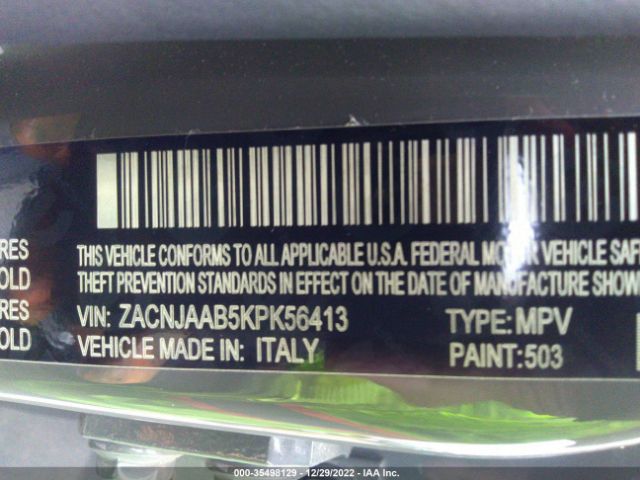 RES
OLD
RES
OLD
THIS VEHICLE CONFORMS TO ALL APPLICABLE U.S.A. FEDERAL MOTOR VEHICLE SAFE
THEFT PREVENTION STANDARDS IN EFFECT ON THE DATE OF MANUFACTURE SHOW
VIN: ZACNJAAB5KPK56413 TYPE: MPV
VEHICLE MADE IN: ITALY PAINT: 503
000-35498129 - 12/29/2022 - IAA Inc.